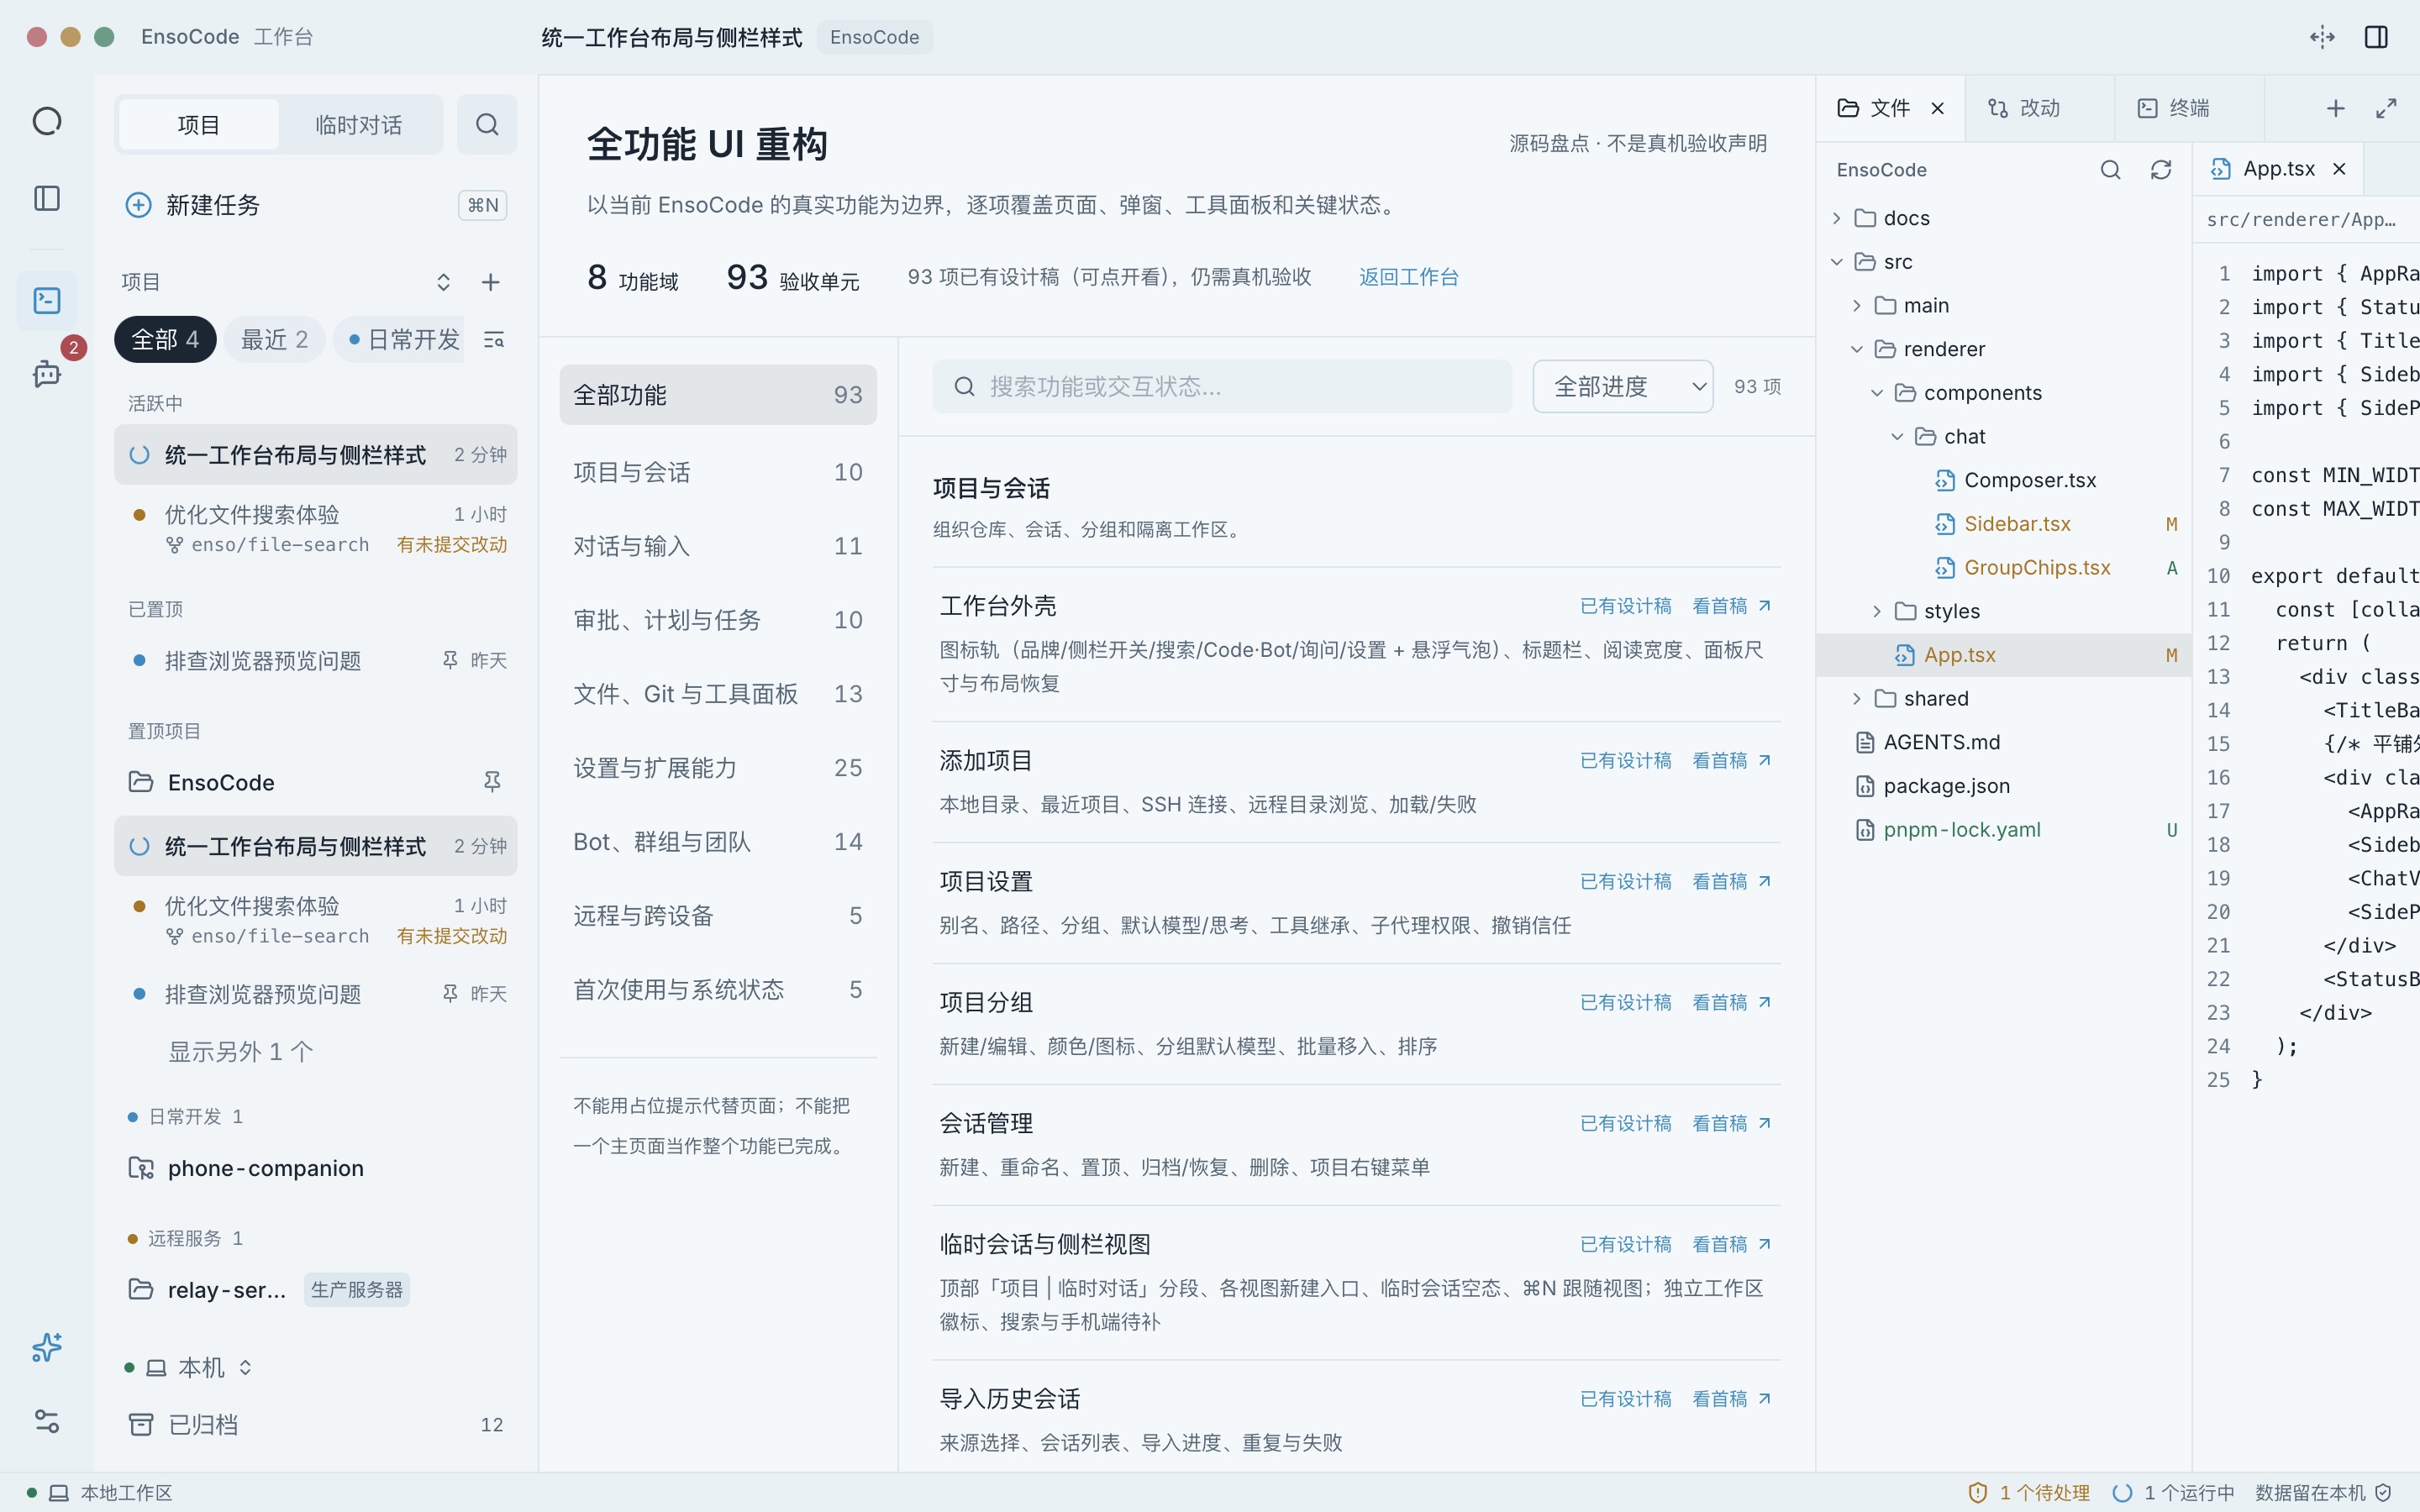 EnsoCode 工作台
统一工作台布局与侧栏样式 EnsoCode
项目 临时对话
新建任务 ⌘N
项目
全部 4 最近 2 日常开发
2
活跃中
统一工作台布局与侧栏样式 2 分钟
优化文件搜索体验 1 小时
enso/file-search 有未提交改动
已置顶
排查浏览器预览问题 昨天
置顶项目
EnsoCode
统一工作台布局与侧栏样式 2 分钟
优化文件搜索体验 1 小时
enso/file-search 有未提交改动
排查浏览器预览问题 昨天
显示另外 1 个
日常开发 1
phone-companion
远程服务 1
relay-ser... 生产服务器
本机
已归档 12
全功能 UI 重构
源码盘点 · 不是真机验收声明
以当前 EnsoCode 的真实功能为边界，逐项覆盖页面、弹窗、工具面板和关键状态。
8 功能域 93 验收单元 93 项已有设计稿（可点开看），仍需真机验收 返回工作台
全部功能 93
项目与会话 10
对话与输入 11
审批、计划与任务 10
文件、Git 与工具面板 13
设置与扩展能力 25
Bot、群组与团队 14
远程与跨设备 5
首次使用与系统状态 5
不能用占位提示代替页面；不能把
一个主页面当作整个功能已完成。
搜索功能或交互状态... 全部进度 93 项
项目与会话
组织仓库、会话、分组和隔离工作区。
工作台外壳 已有设计稿 看首稿
图标轨（品牌/侧栏开关/搜索/Code·Bot/询问/设置 + 悬浮气泡）、标题栏、阅读宽度、面板尺
寸与布局恢复
添加项目 已有设计稿 看首稿
本地目录、最近项目、SSH 连接、远程目录浏览、加载/失败
项目设置 已有设计稿 看首稿
别名、路径、分组、默认模型/思考、工具继承、子代理权限、撤销信任
项目分组 已有设计稿 看首稿
新建/编辑、颜色/图标、分组默认模型、批量移入、排序
会话管理 已有设计稿 看首稿
新建、重命名、置顶、归档/恢复、删除、项目右键菜单
临时会话与侧栏视图 已有设计稿 看首稿
顶部「项目 | 临时对话」分段、各视图新建入口、临时会话空态、⌘N 跟随视图；独立工作区
徽标、搜索与手机端待补
导入历史会话 已有设计稿 看首稿
来源选择、会话列表、导入进度、重复与失败
文件 改动 终端
EnsoCode
docs
src
main
renderer
components
chat
Composer.tsx
Sidebar.tsx M
GroupChips.tsx A
styles
App.tsx M
shared
AGENTS.md
package.json
pnpm-lock.yaml U
App.tsx
src/renderer/App…
1 import { AppRa
2 import { Statu
3 import { Title
4 import { Sideb
5 import { SideP
6
7 const MIN_WIDT
8 const MAX_WIDT
9
10 export default
11 const [colla
12 return (
13 <div class
14 <TitleBa
15 {/* 平铺外
16 <div cla
17 <AppRa
18 <Sideb
19 <ChatV
20 <SideP
21 </div>
22 <StatusB
23 </div>
24 );
25 }
本地工作区
1 个待处理 1 个运行中 数据留在本机